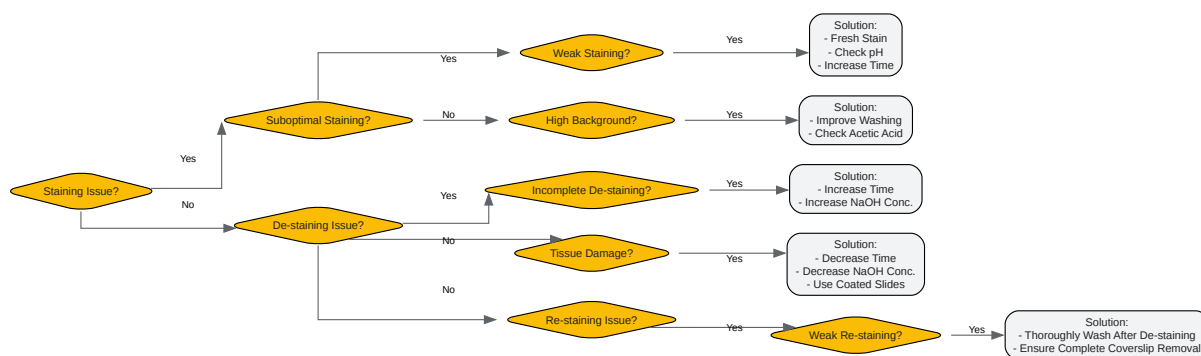 Solution:
- Fresh Stain
- Check pH
- Increase Time
Weak Staining?
Yes
Yes
Solution:
- Improve Washing
- Check Acetic Acid
Suboptimal Staining?
No
High Background?
Yes
Yes
Staining Issue?
No
Solution:
- Increase Time
- Increase NaOH Conc.
Incomplete De-staining?
Yes
Yes
De-staining Issue?
No
Solution:
- Decrease Time
- Decrease NaOH Conc.
- Use Coated Slides
Tissue Damage?
Yes
No
Re-staining Issue?
Yes
Weak Re-staining?
Yes
Solution:
- Thoroughly Wash After De-staining
- Ensure Complete Coverslip Removal